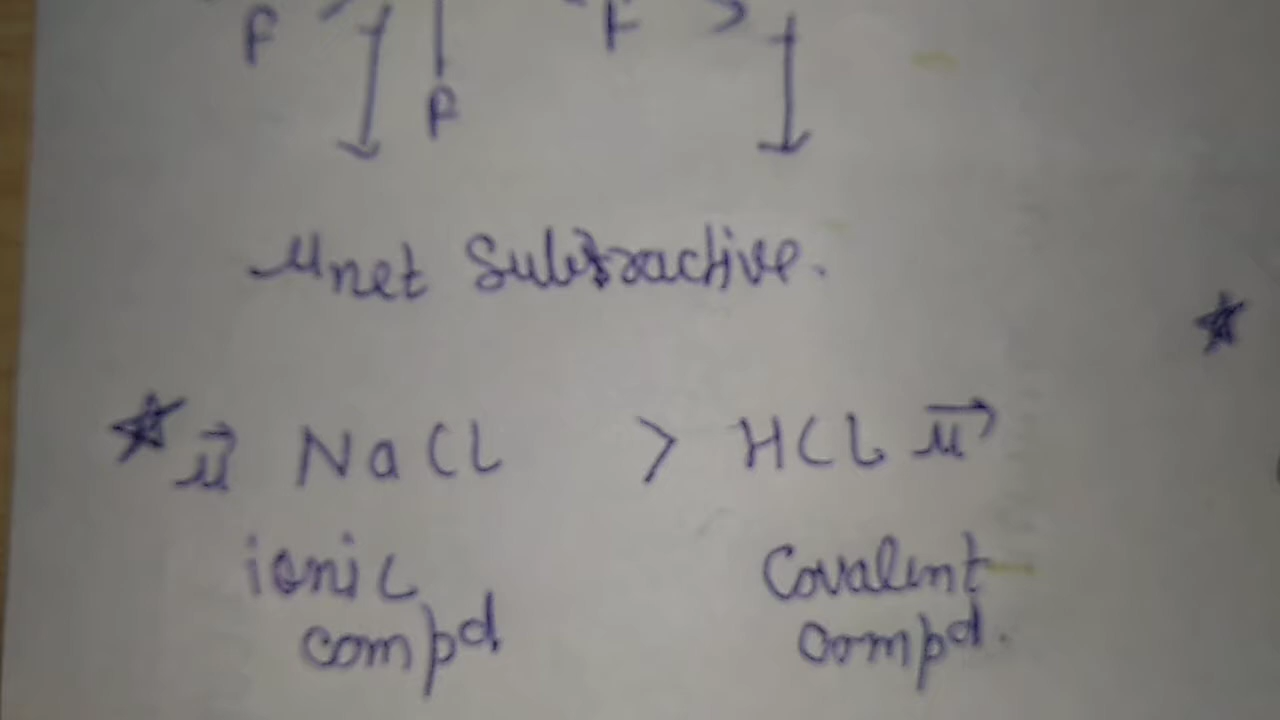 F F
F
μnet Subtractive.
μ⃗ NaCl > HCl μ⃗
ionic Covalent
compd compd.